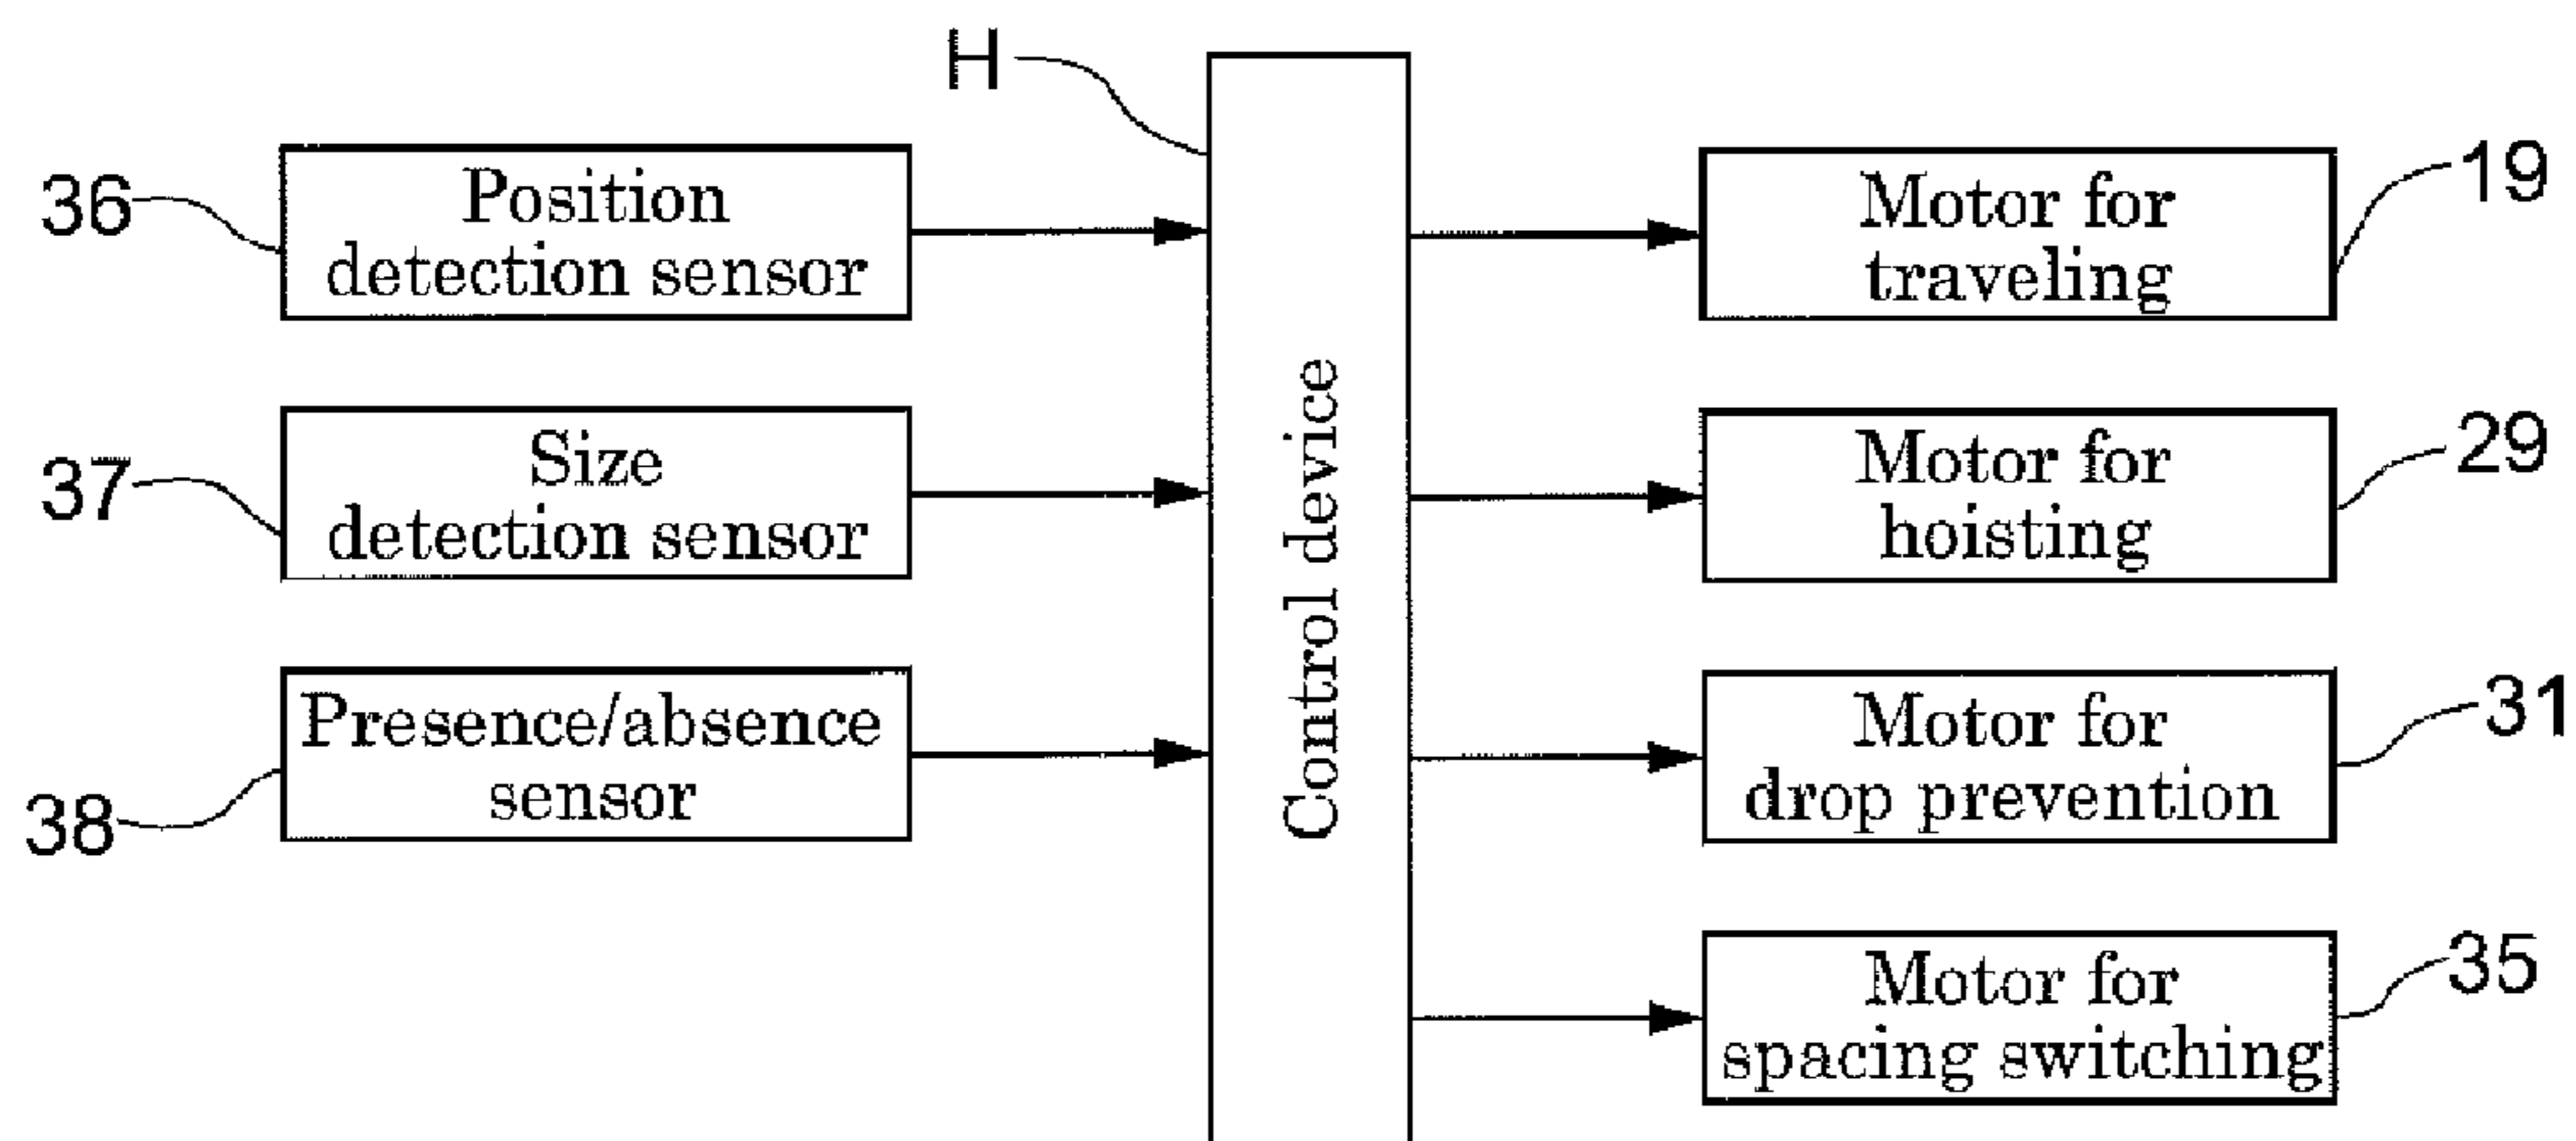 H
36
Position
detection sensor
37
Size
detection sensor
38
Presence/absence
sensor
Control device
Motor for
traveling
19
Motor for
hoisting
29
Motor for
drop prevention
31
Motor for
spacing switching
35